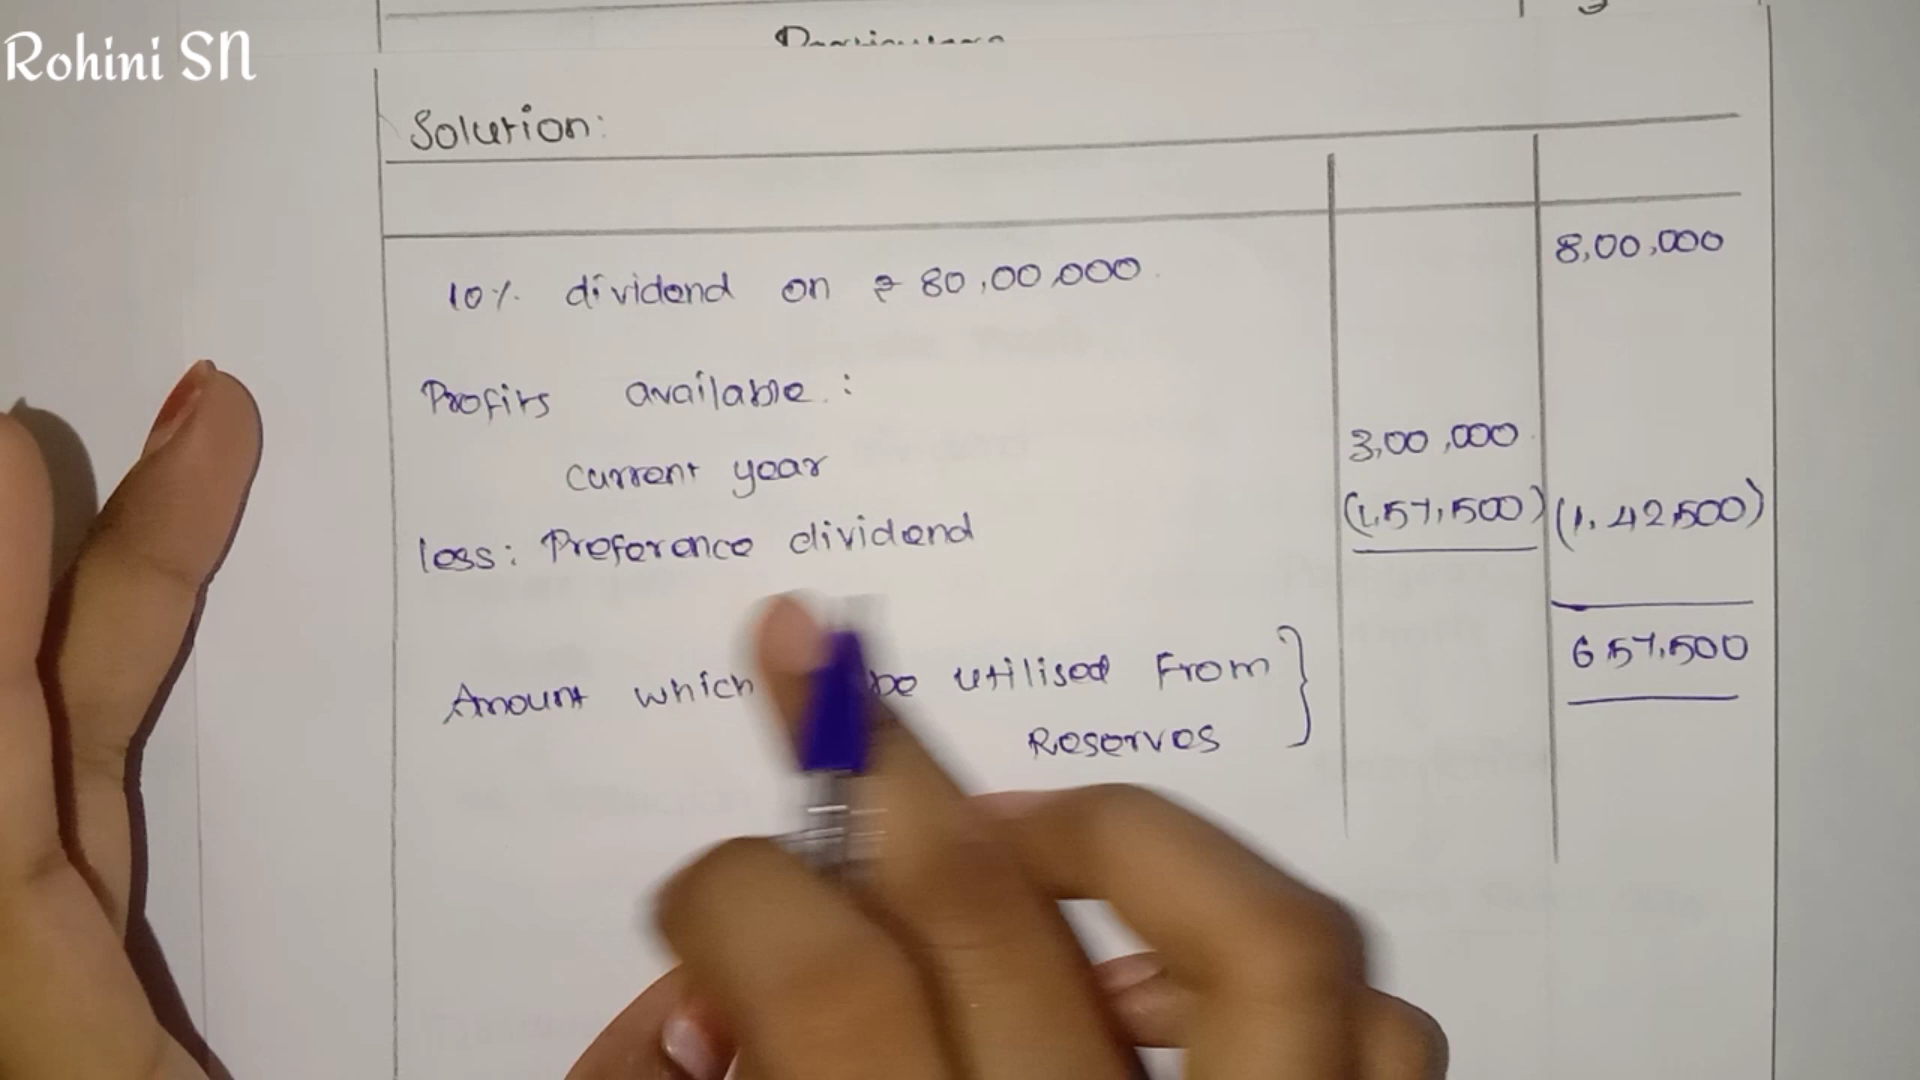 Rohini SN
Solution:
10% dividend on ₹ 80,00,000 8,00,000
Profits available :
current year 3,00,000
less: Preference dividend (1,57,500) (1,42,500)
Amount which be utilised From 6,57,500
Reserves